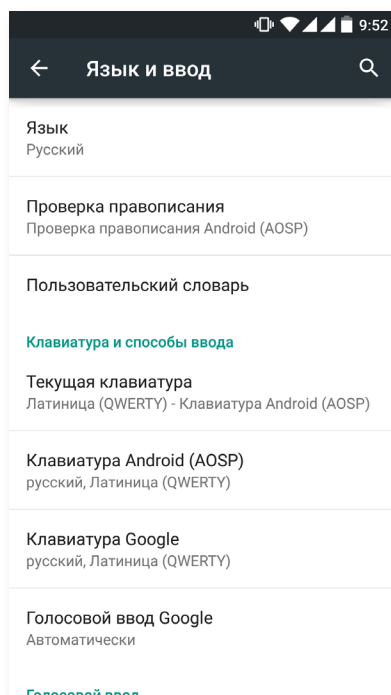 9:52
Язык и ввод
Язык
Русский
Проверка правописания
Проверка правописания Android (AOSP)
Пользовательский словарь
Клавиатура и способы ввода
Текущая клавиатура
Латиница (QWERTY) - Клавиатура Android (AOSP)
Клавиатура Android (AOSP)
русский, Латиница (QWERTY)
Клавиатура Google
русский, Латиница (QWERTY)
Голосовой ввод Google
Автоматически
Голосовой ввод